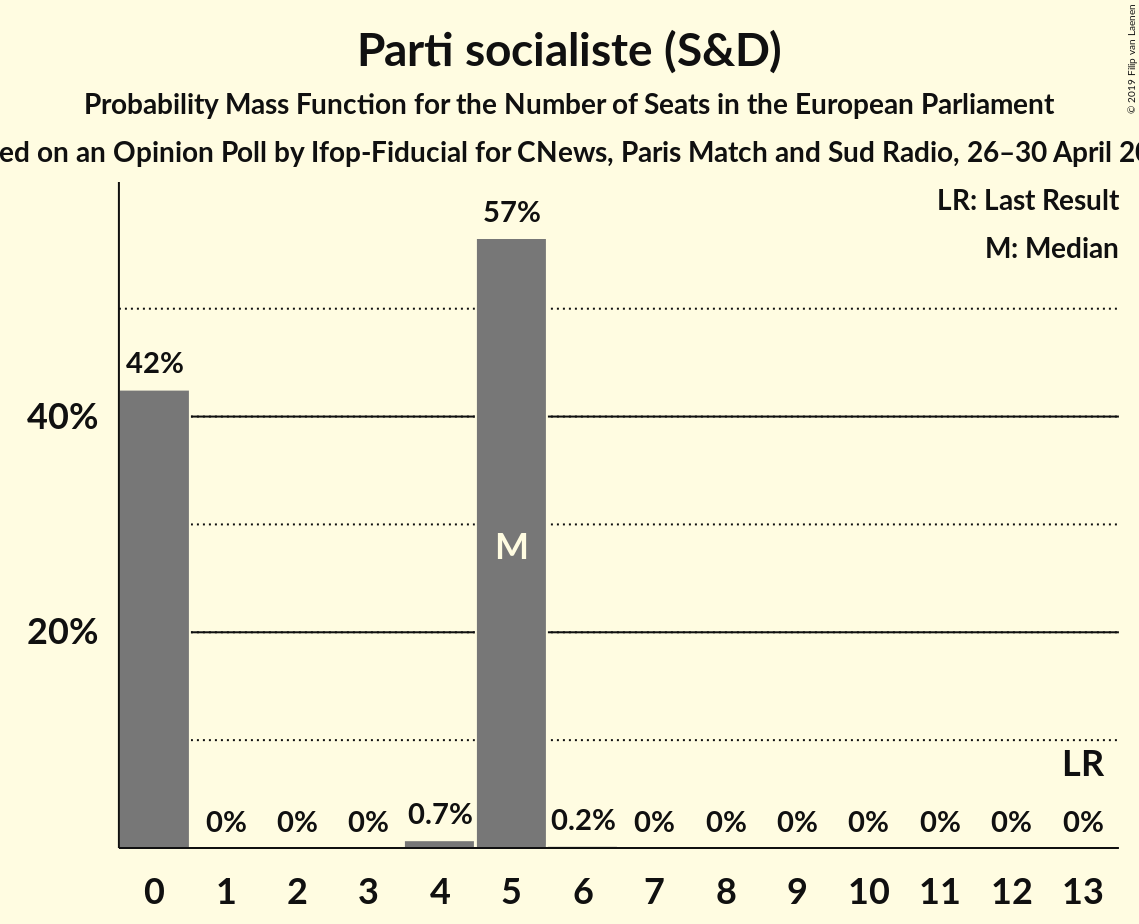 Parti socialiste (S&D)
Probability Mass Function for the Number of Seats in the European Parliament
ed on an Opinion Poll by Ifop-Fiducial for CNews, Paris Match and Sud Radio, 26–30 April 20
© 2019 Filip van Laenen
LR: Last Result
M: Median
57%
42%
40%
M
20%
LR
0% 0% 0% 0.7% 0.2% 0% 0% 0% 0% 0% 0% 0%
0 1 2 3 4 5 6 7 8 9 10 11 12 13